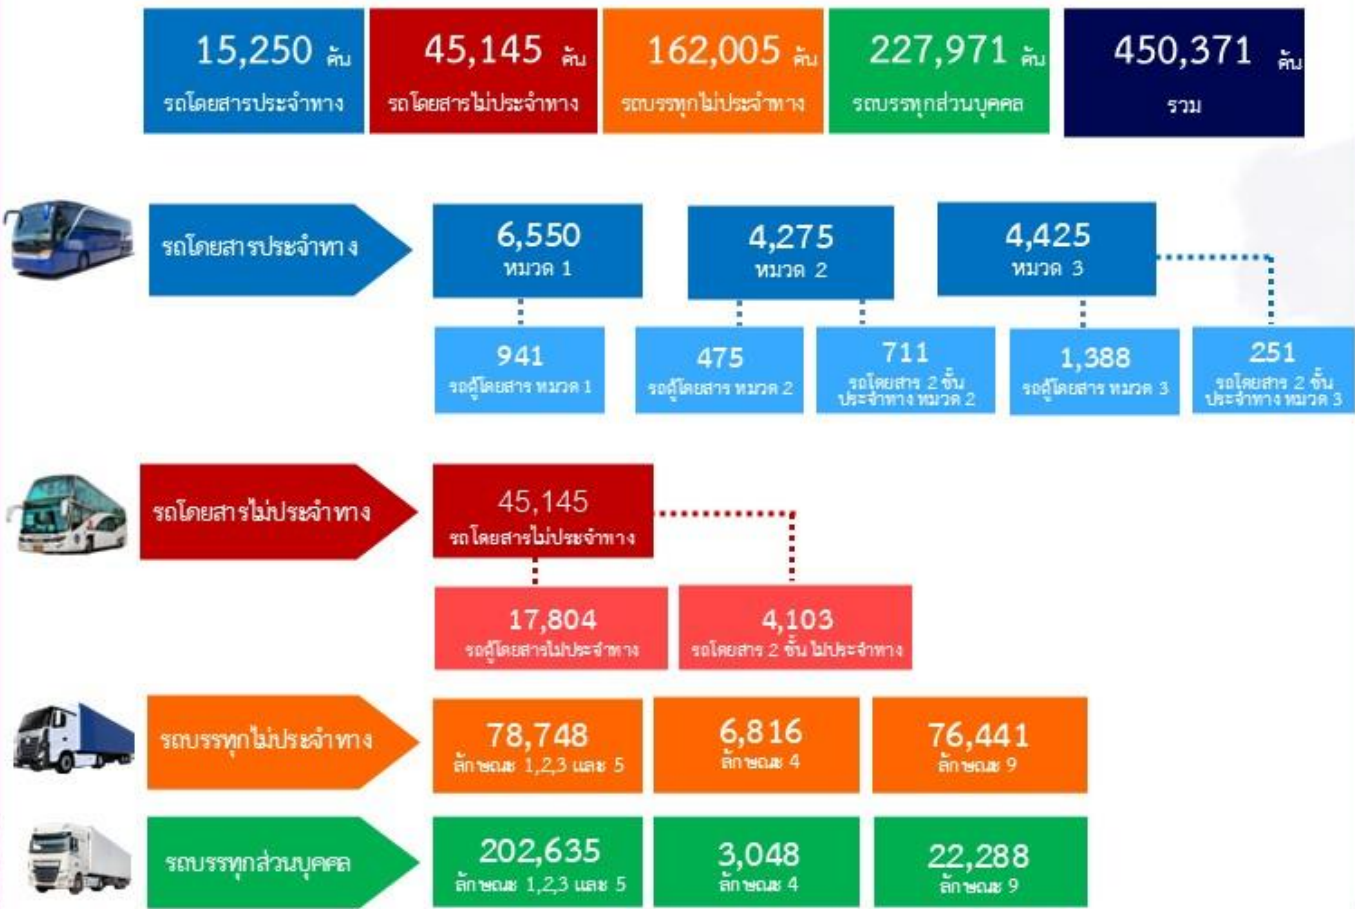 15,250 คัน
รถโดยสารประจำทาง
45,145 คัน
รถโดยสารไม่ประจำทาง
162,005 คัน
รถบรรทุกไม่ประจำทาง
227,971 คัน
รถบรรทุกส่วนบุคคล
450,371 คัน
รวม
รถโดยสารประจำทาง
6,550
หมวด 1
4,275
หมวด 2
4,425
หมวด 3
941
รถตู้โดยสาร หมวด 1
475
รถตู้โดยสาร หมวด 2
711
รถโดยสาร 2 ชั้น
ประจำทาง หมวด 2
1,388
รถตู้โดยสาร หมวด 3
251
รถโดยสาร 2 ชั้น
ประจำทาง หมวด 3
รถโดยสารไม่ประจำทาง
45,145
รถโดยสารไม่ประจำทาง
17,804
รถตู้โดยสารไม่ประจำทาง
4,103
รถโดยสาร 2 ชั้น ไม่ประจำทาง
รถบรรทุกไม่ประจำทาง
78,748
ลักษณะ 1,2,3 และ 5
6,816
ลักษณะ 4
76,441
ลักษณะ 9
รถบรรทุกส่วนบุคคล
202,635
ลักษณะ 1,2,3 และ 5
3,048
ลักษณะ 4
22,288
ลักษณะ 9